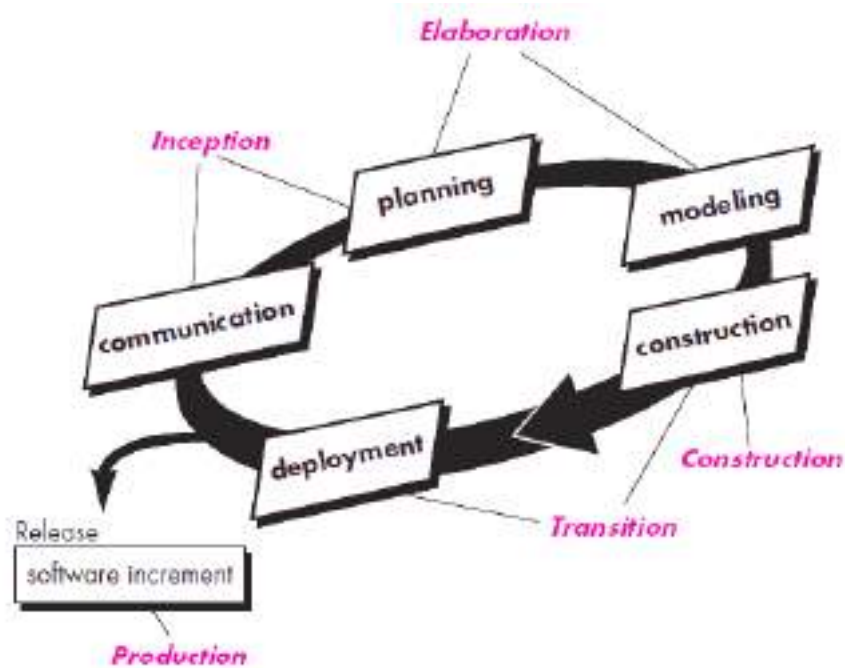 Elaboration
Inception
planning
modeling
communication
construction
deployment
Construction
Transition
Release
software increment
Production